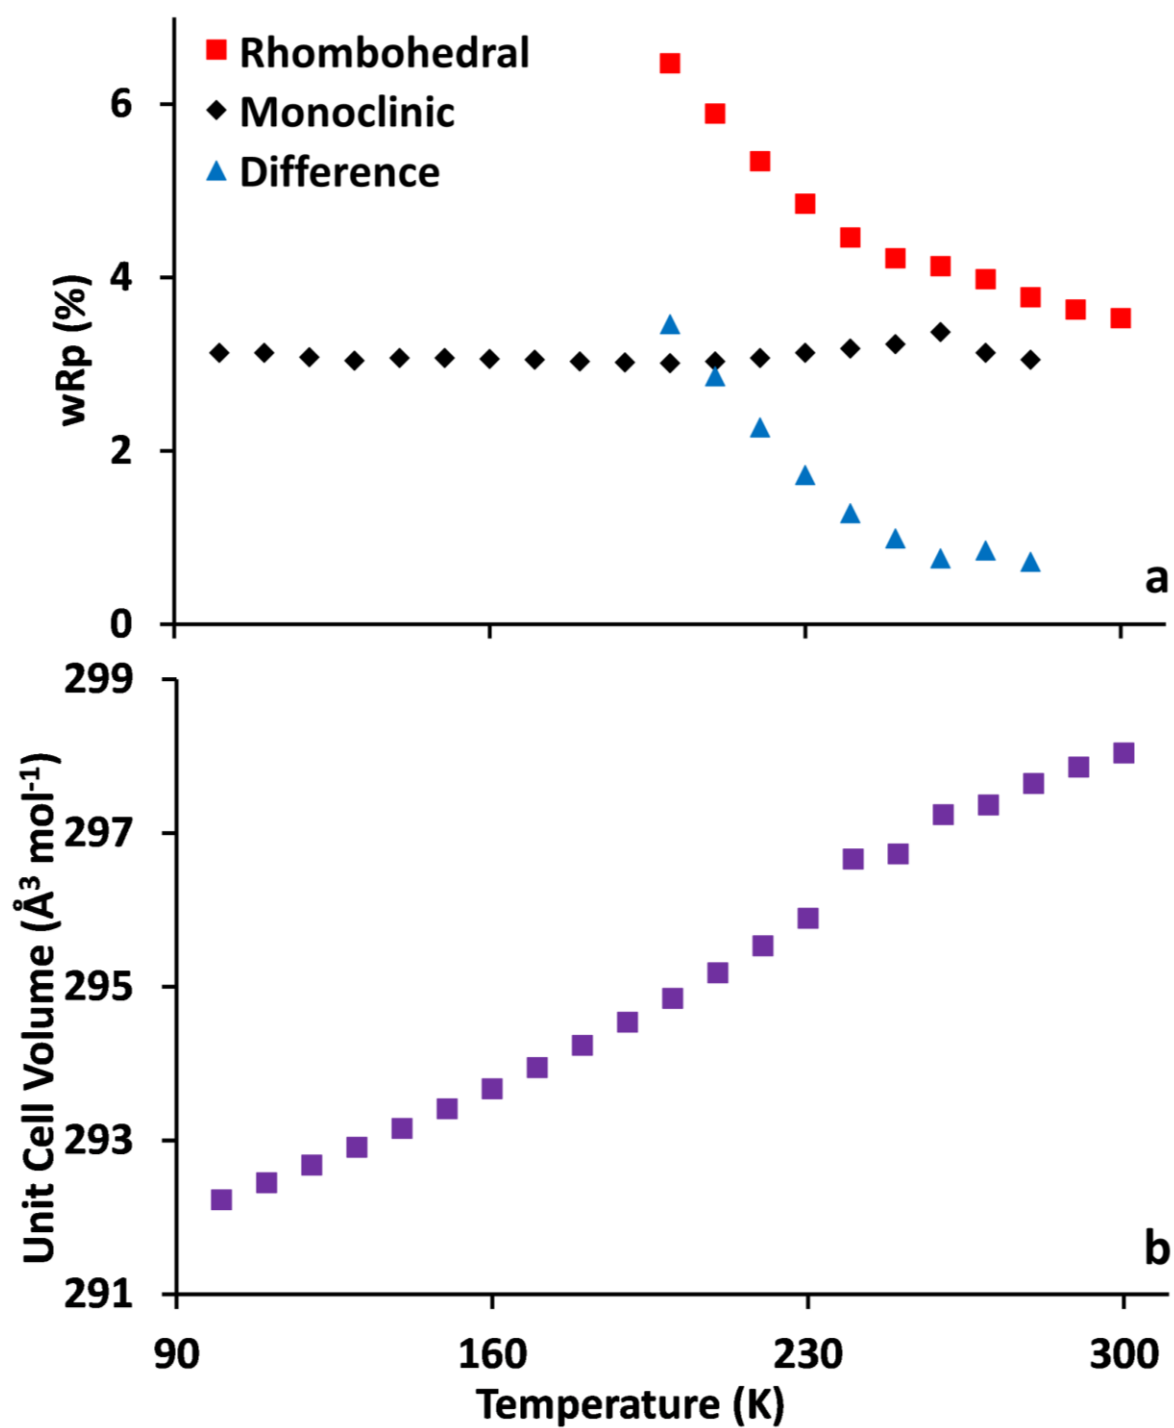 Rhombohedral
Monoclinic
Difference
6
4
2
0
wRp (%)
a
299
297
295
293
291
Unit Cell Volume (Å³ mol⁻¹)
b
90 160 230 300
Temperature (K)